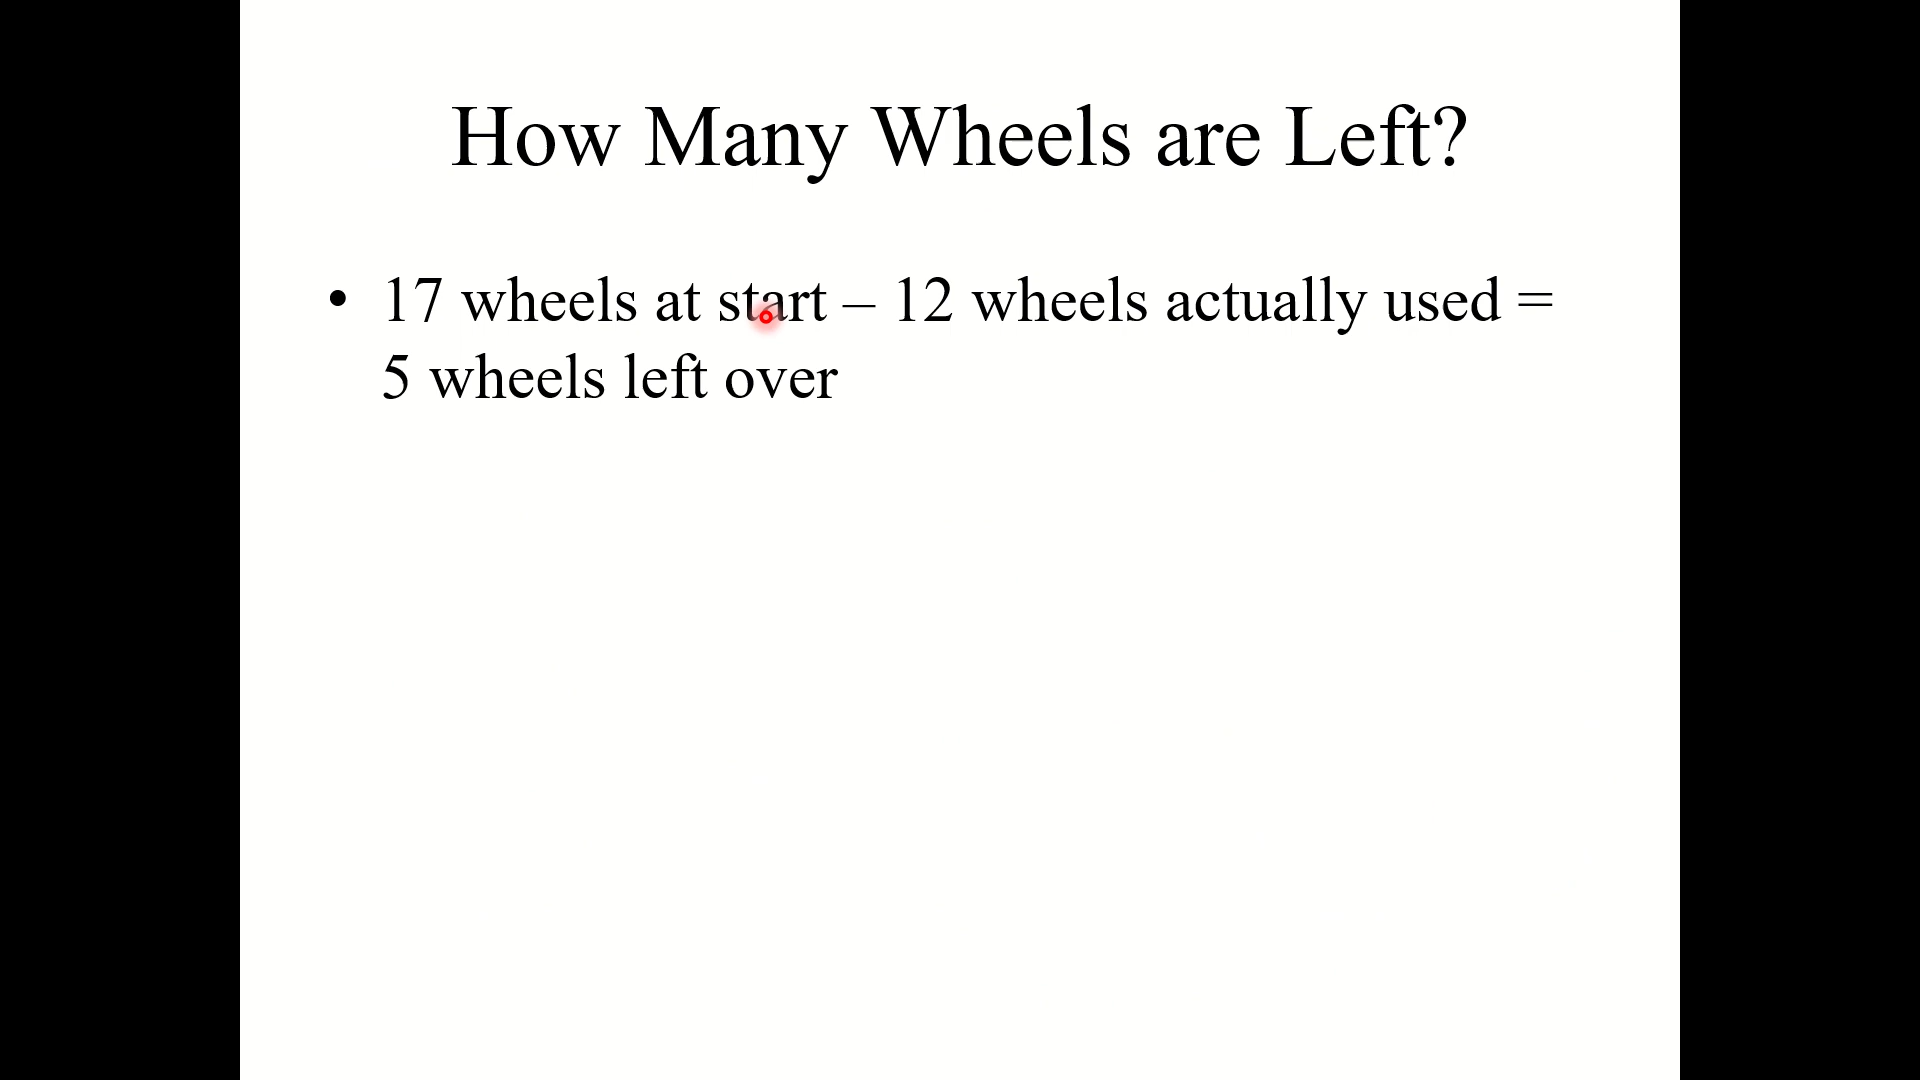 How Many Wheels are Left?
• 17 wheels at start – 12 wheels actually used =
5 wheels left over